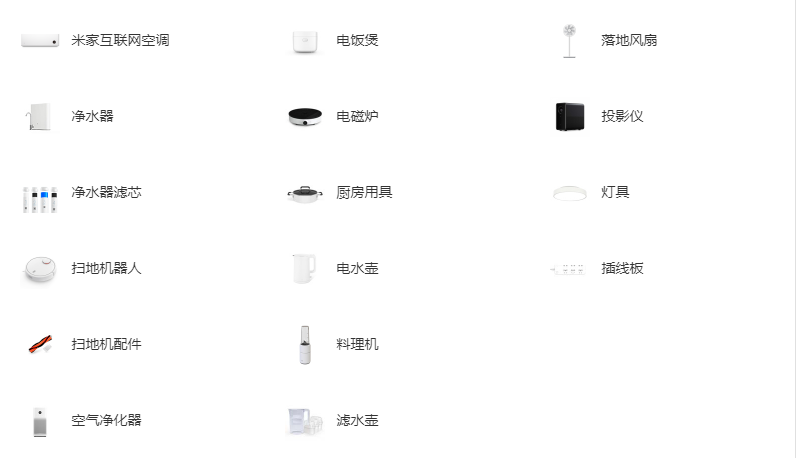 米家互联网空调
净水器
净水器滤芯
扫地机器人
扫地机配件
空气净化器
电饭煲
电磁炉
厨房用具
电水壶
料理机
滤水壶
落地风扇
投影仪
灯具
插线板